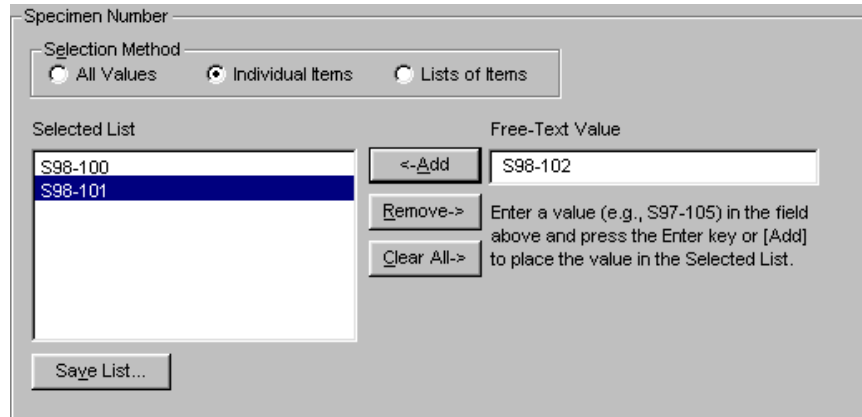 Specimen Number
Selection Method
All Values Individual Items Lists of Items
Selected List
Free-Text Value
S98-100
S98-101
<-Add
S98-102
Remove->
Clear All->
Enter a value (e.g., S97-105) in the field
above and press the Enter key or [Add]
to place the value in the Selected List.
Save List...